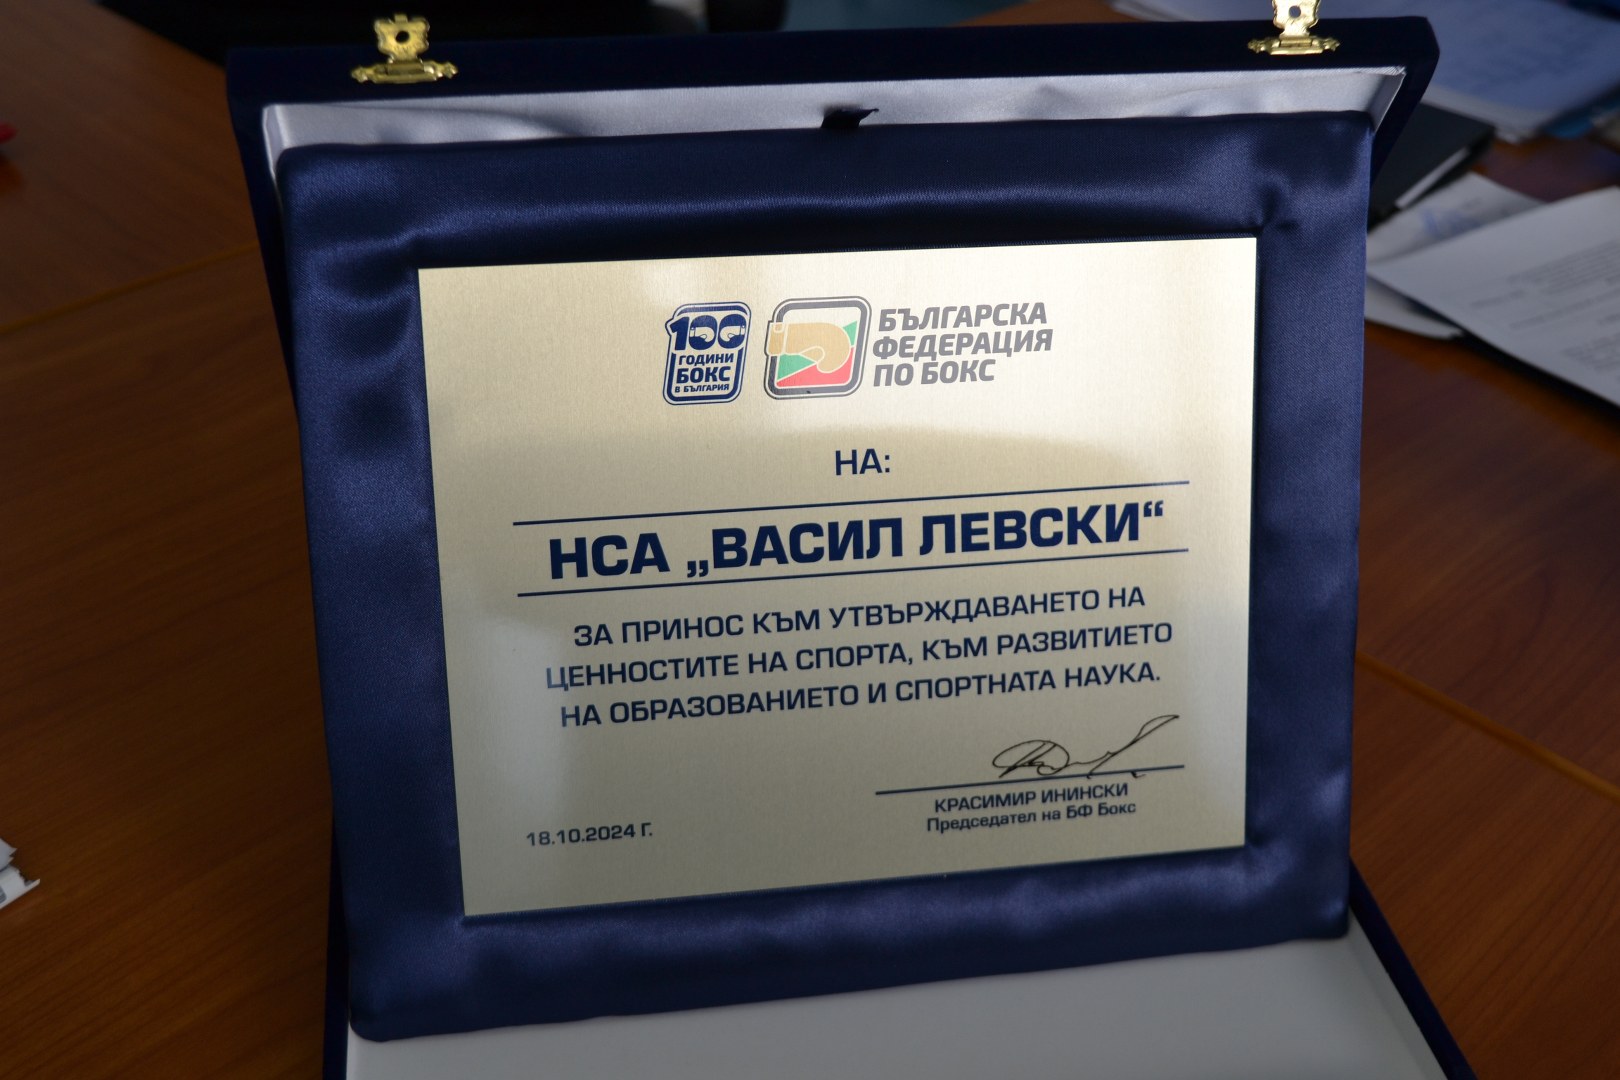 100
ГОДИНИ
БОКС
В БЪЛГАРИЯ
БЪЛГАРСКА
ФЕДЕРАЦИЯ
ПО БОКС
НА:
НСА „ВАСИЛ ЛЕВСКИ“
ЗА ПРИНОС КЪМ УТВЪРЖДАВАНЕТО НА
ЦЕННОСТИТЕ НА СПОРТА, КЪМ РАЗВИТИЕТО
НА ОБРАЗОВАНИЕТО И СПОРТНАТА НАУКА.
КРАСИМИР ИНИНСКИ
Председател на БФ Бокс
18.10.2024 Г.